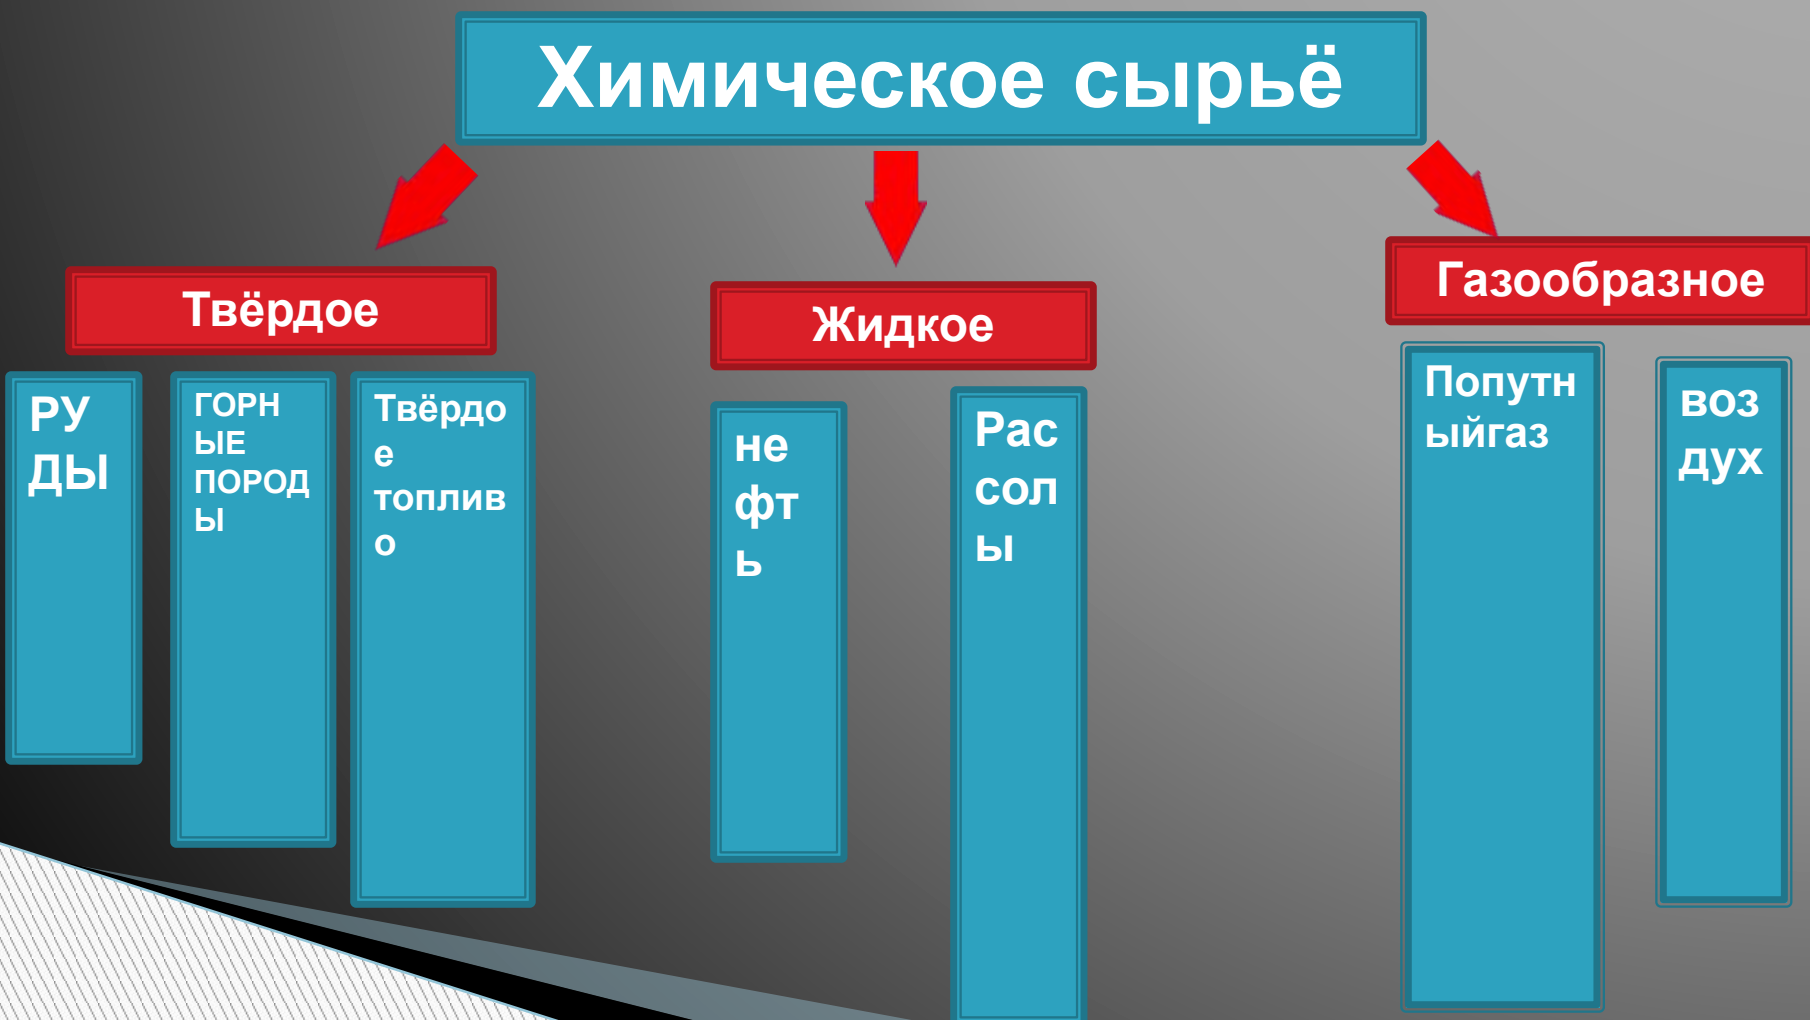 Химическое сырьё
Твёрдое
Жидкое
Газообразное
РУ
ДЫ
ГОРН
ЫЕ
ПОРОД
Ы
Твёрдо
е
топлив
о
не
фт
ь
Рас
сол
ы
Попутн
ыйгаз
воз
дух